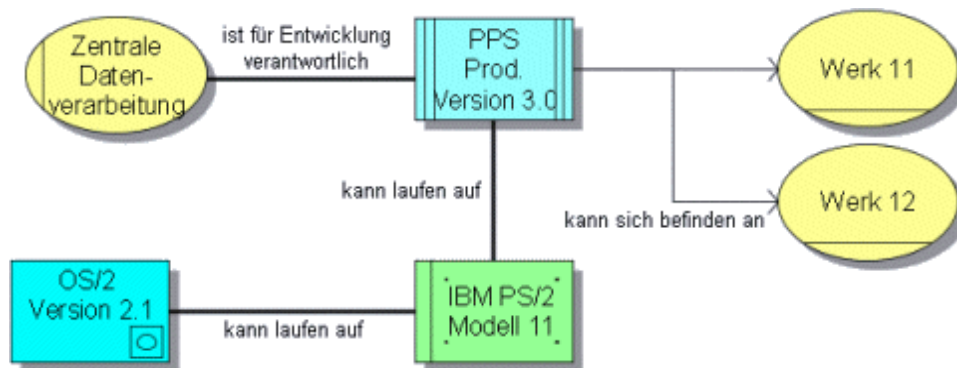 Zentrale
Daten-
verarbeitung
ist für Entwicklung
verantwortlich
PPS
Prod.
Version 3.0
Werk 11
kann laufen auf
kann sich befinden an
Werk 12
OS/2
Version 2.1
kann laufen auf
IBM PS/2
Modell 11